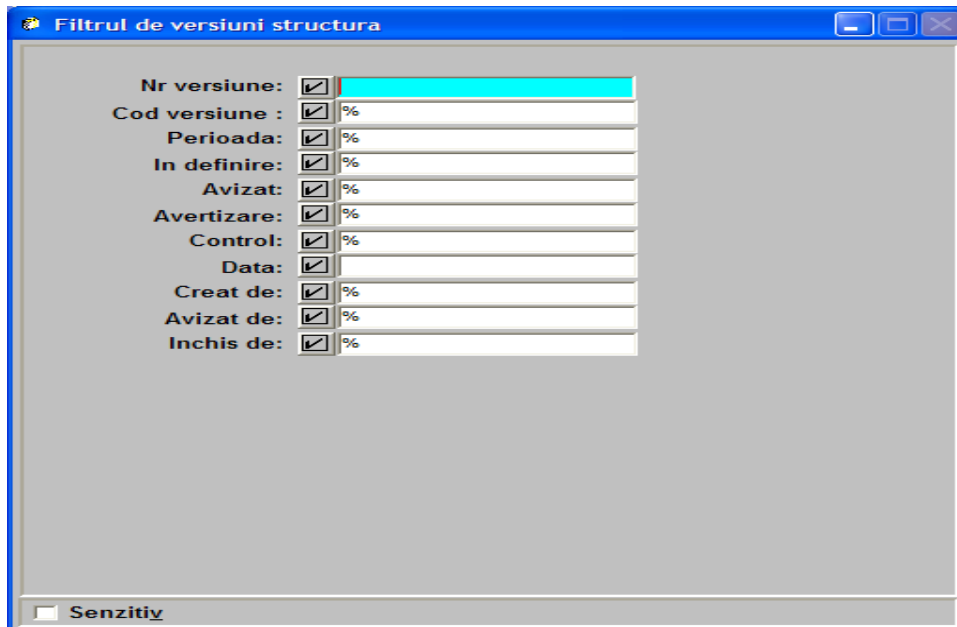 Filtrul de versiuni structura
Nr versiune:
Cod versiune : %
Perioada: %
In definire: %
Avizat: %
Avertizare: %
Control: %
Data:
Creat de: %
Avizat de: %
Inchis de: %
Senzitiv